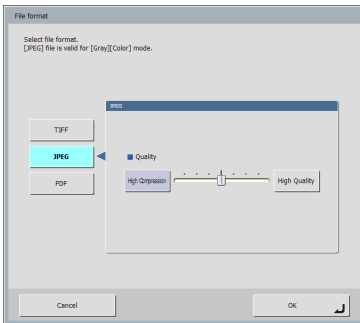 File format
Select file format.
[JPEG] file is valid for [Gray][Color] mode.
JPEG
TIFF
JPEG
Quality
PDF
High Compression
High Quality
Cancel
OK